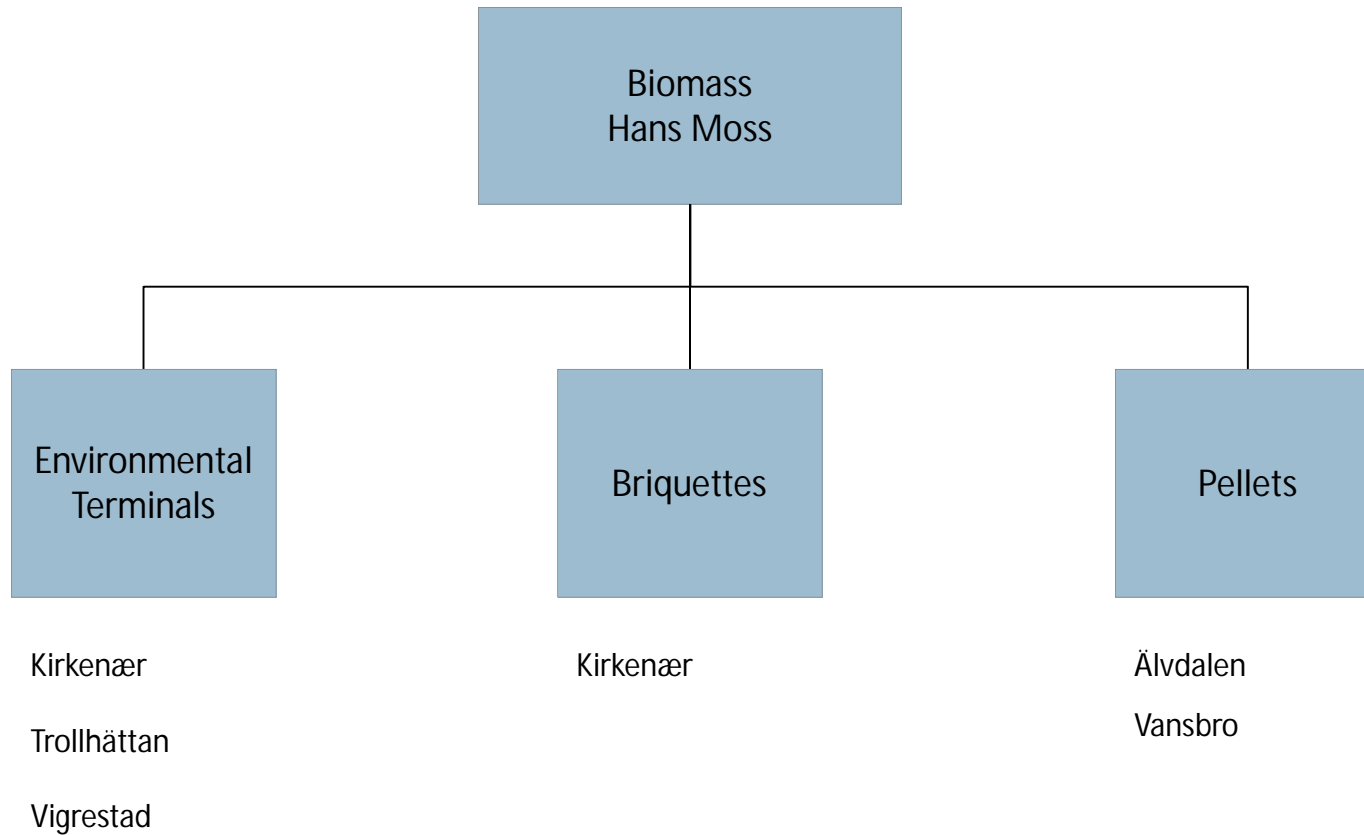 Biomass
Hans Moss
Environmental
Terminals
Briquettes
Pellets
Kirkenær
Trollhättan
Vigrestad
Kirkenær
Älvdalen
Vansbro